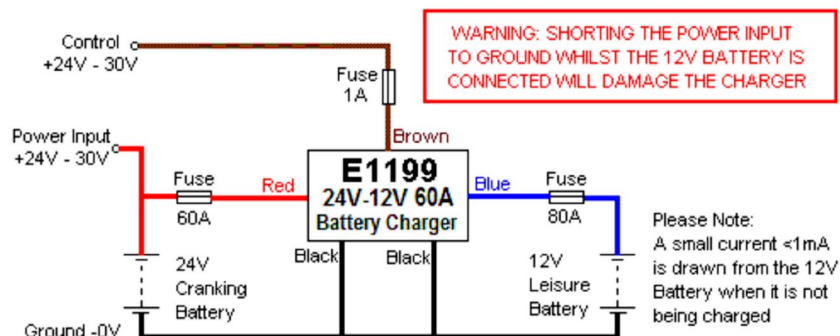 Control
+24V - 30V
Fuse
1A
WARNING: SHORTING THE POWER INPUT
TO GROUND WHILST THE 12V BATTERY IS
CONNECTED WILL DAMAGE THE CHARGER
Brown
Power Input
+24V - 30V
Fuse
60A
Red
E1199
24V-12V 60A
Battery Charger
Blue
Fuse
80A
Black
Black
24V
Cranking
Battery
12V
Leisure
Battery
Please Note:
A small current <1mA
is drawn from the 12V
Battery when it is not
being charged
Ground -0V